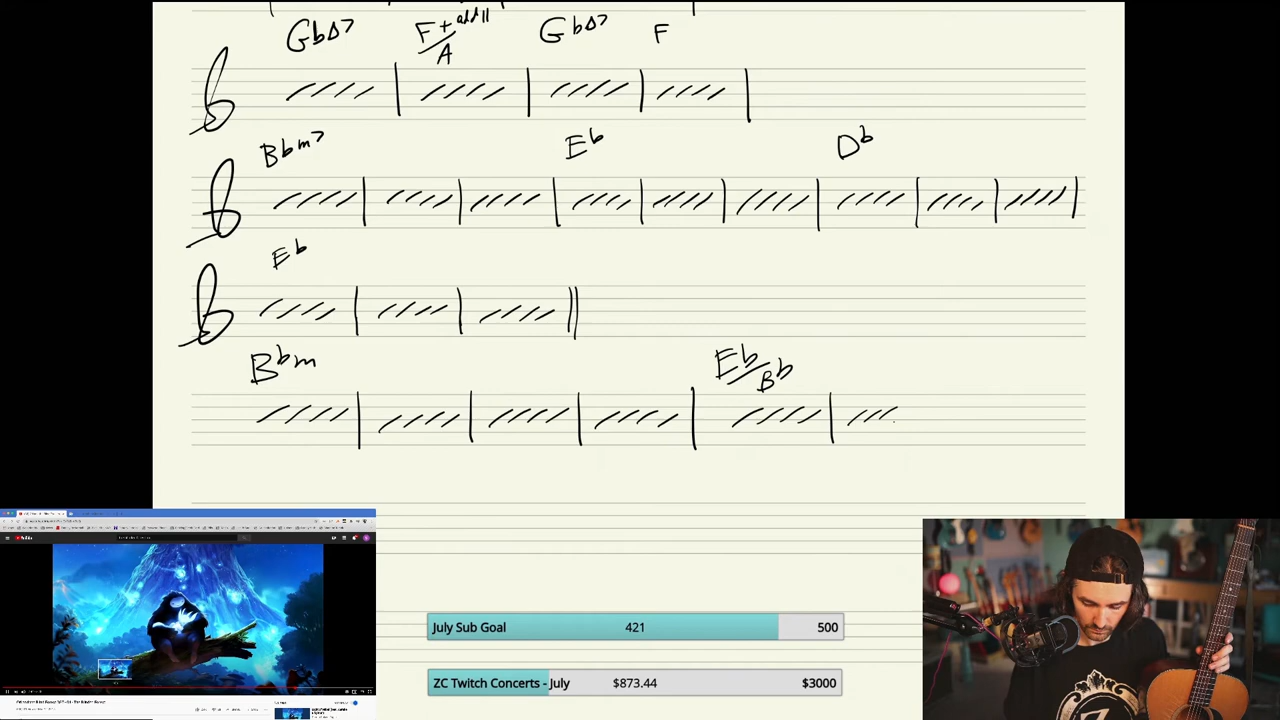 GbΔ7 F+add11/A GbΔ7 F
Bbm7 Eb Db
Eb
Bbm Eb/Bb
July Sub Goal 421 500
ZC Twitch Concerts - July $873.44 $3000